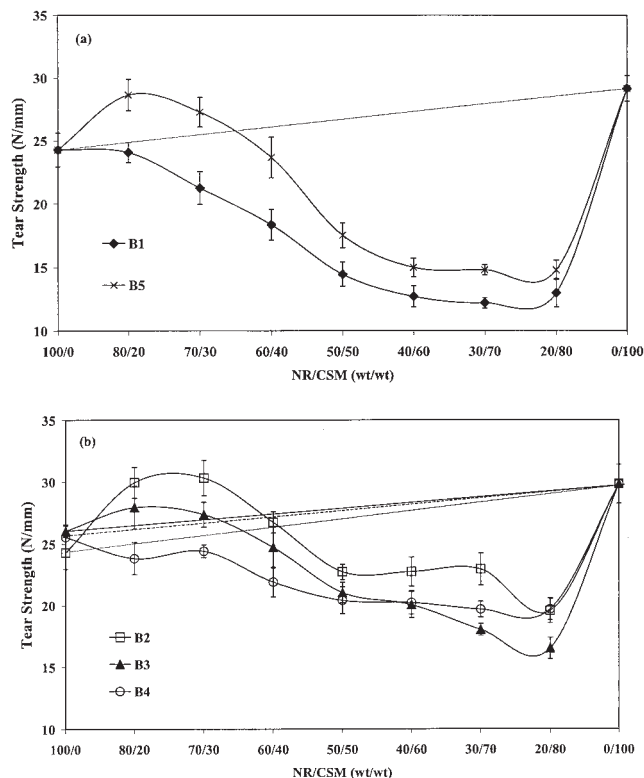 (a)
35
30
25
20
15
10
Tear Strength (N/mm)
B1
B5
100/0 80/20 70/30 60/40 50/50 40/60 30/70 20/80 0/100
NR/CSM (wt/wt)
(b)
35
30
25
20
15
10
Tear Strength (N/mm)
B2
B3
B4
100/0 80/20 70/30 60/40 50/50 40/60 30/70 20/80 0/100
NR/CSM (wt/wt)